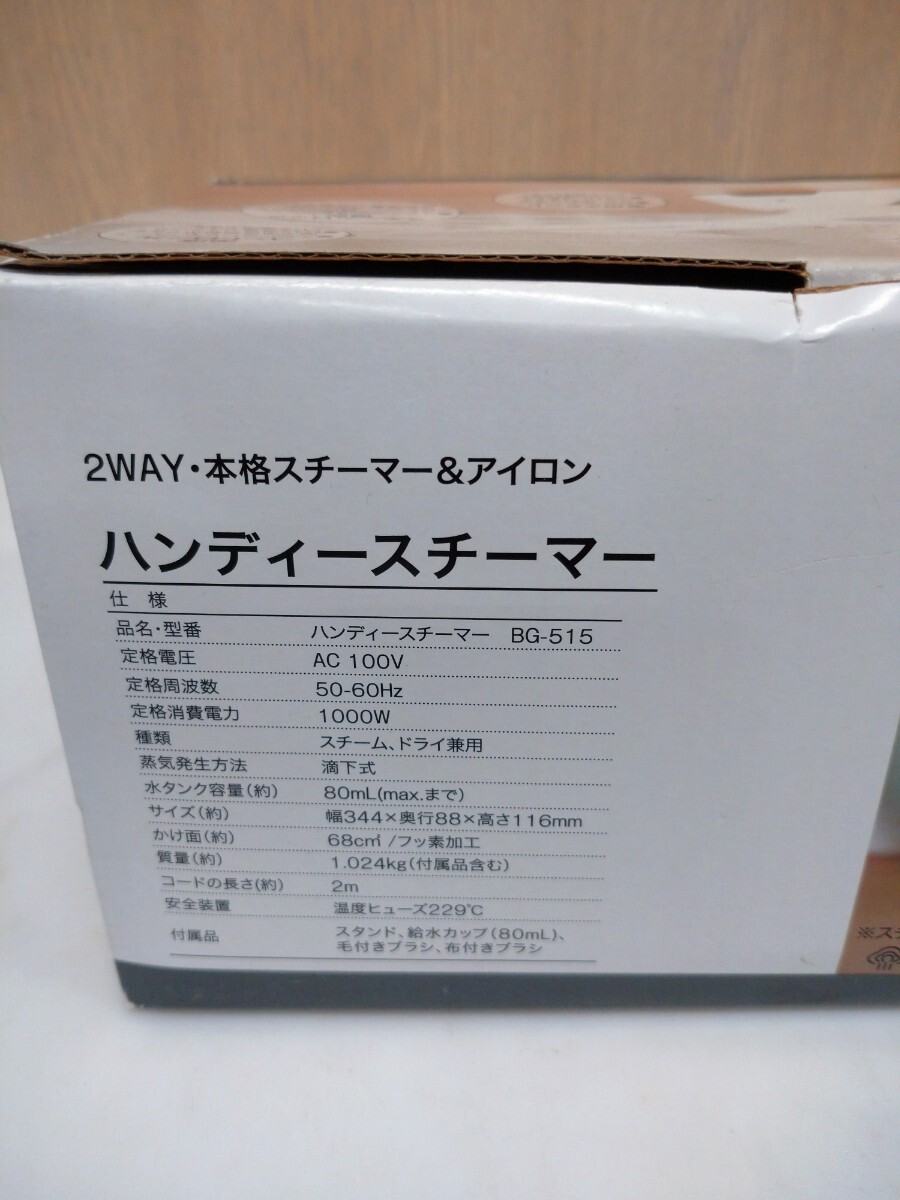 2WAY・本格スチーマー&アイロン
ハンディースチーマー
仕 様
品名・型番 ハンディースチーマー BG-515
定格電圧 AC 100V
定格周波数 50-60Hz
定格消費電力 1000W
種類 スチーム、ドライ兼用
蒸気発生方法 滴下式
水タンク容量(約) 80mL(max.まで)
サイズ(約) 幅344×奥行88×高さ116mm
かけ面(約) 68c㎡/フッ素加工
質量(約) 1.024kg(付属品含む)
コードの長さ(約) 2m
安全装置 温度ヒューズ229℃
付属品 スタンド、給水カップ(80mL)、
毛付きブラシ、布付きブラシ
※ス